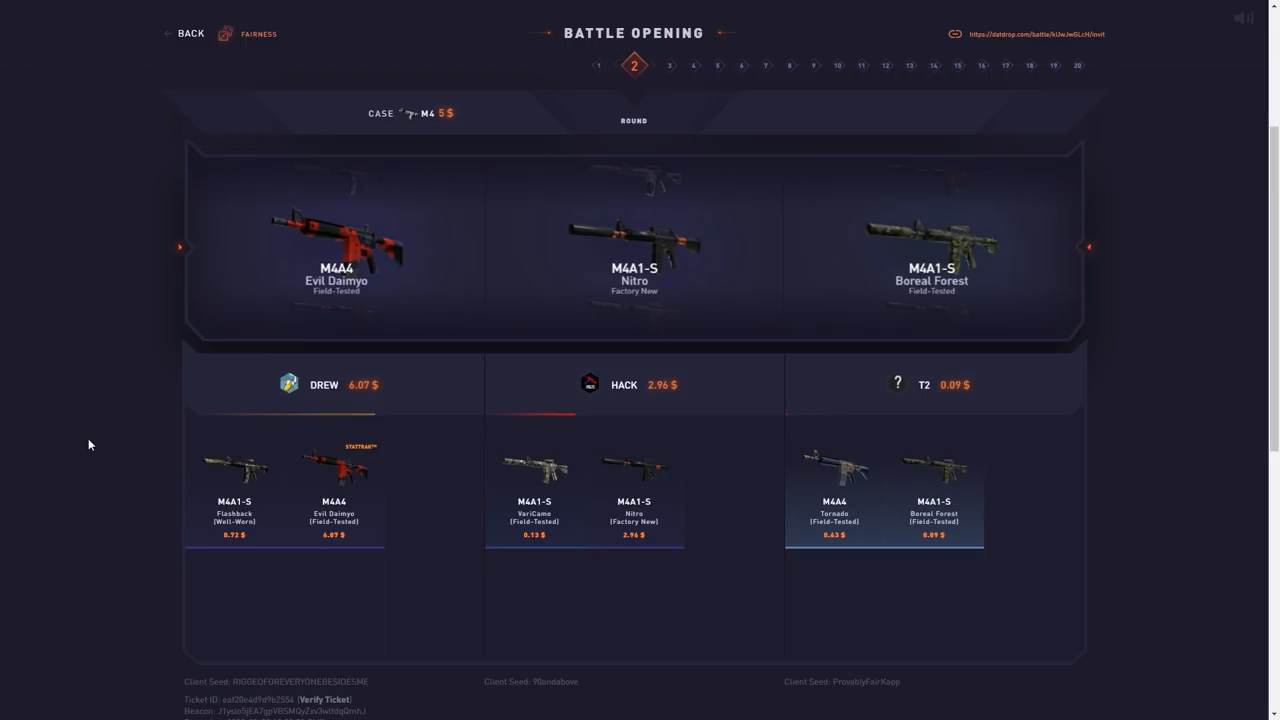 ← BACK
FAIRNESS
BATTLE OPENING
https://datdrop.com/battle/kUwJwGLcH/invit
1 2 3 4 5 6 7 8 9 10 11 12 13 14 15 16 17 18 19 20
CASE M4 5 $
ROUND
M4A4
Evil Daimyo
Field-Tested
M4A1-S
Nitro
Factory New
M4A1-S
Boreal Forest
Field-Tested
DREW 6.07 $
HACK 2.96 $
? T2 0.09 $
M4A1-S
Flashback
(Well-Worn)
0.72 $
STATTRAK™
M4A4
Evil Daimyo
(Field-Tested)
6.07 $
M4A1-S
VariCamo
(Field-Tested)
0.13 $
M4A1-S
Nitro
(Factory New)
2.96 $
M4A4
Tornado
(Field-Tested)
0.63 $
M4A1-S
Boreal Forest
(Field-Tested)
0.09 $
Client Seed: RIGGEDFOREVERYONEBESIDESME
Client Seed: 90andabove
Client Seed: ProvablyFairKapp
Ticket ID: eaf20e4d9d9b2554 [Verify Ticket]
Beacon: